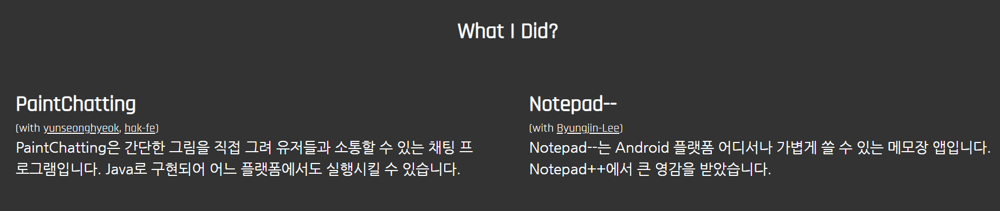 What I Did?
PaintChatting
(with yunseonghyeok, hak-fe)
PaintChatting은 간단한 그림을 직접 그려 유저들과 소통할 수 있는 채팅 프
로그램입니다. Java로 구현되어 어느 플랫폼에서도 실행시킬 수 있습니다.
Notepad--
(with Byungjin-Lee)
Notepad--는 Android 플랫폼 어디서나 가볍게 쓸 수 있는 메모장 앱입니다.
Notepad++에서 큰 영감을 받았습니다.